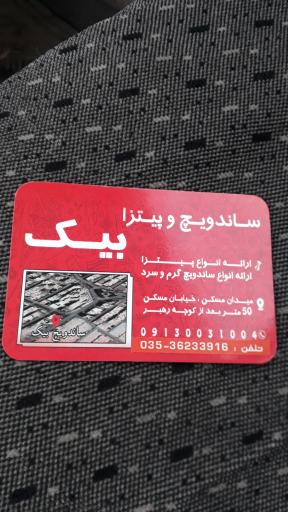 ساندویچ و پیتزا
بیک
ارائه انواع پیتزا
ارائه انواع ساندویچ گرم و سرد
میدان مسکن ، خیابان مسکن
50 متر بعد از کوچه رهبر
09130031004
تلفن : 035-36233916
ساندویچ بیک